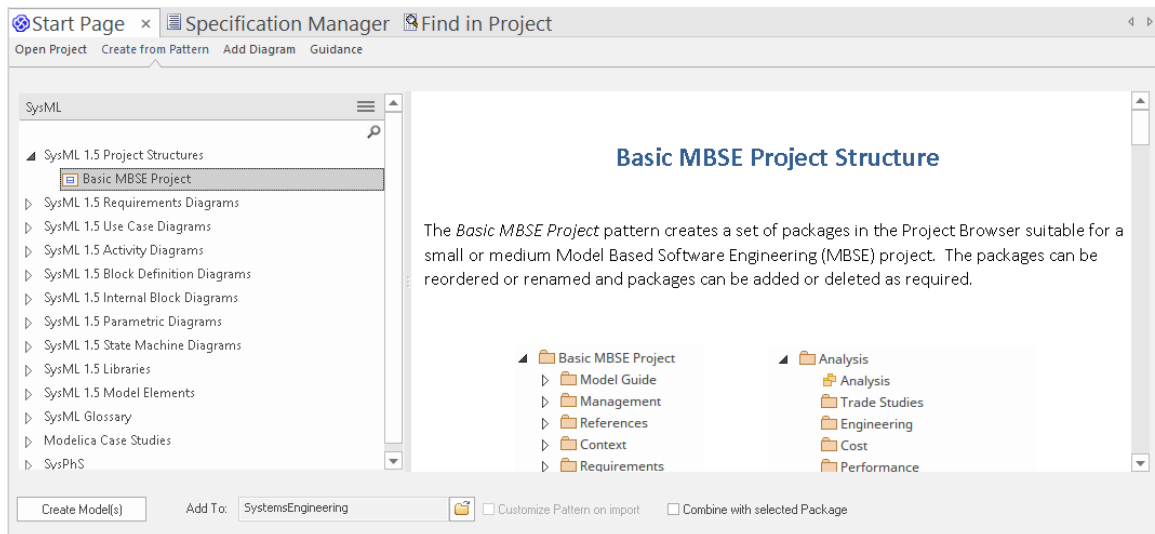 Start Page × Specification Manager Find in Project
Open Project Create from Pattern Add Diagram Guidance
SysML
SysML 1.5 Project Structures
Basic MBSE Project
SysML 1.5 Requirements Diagrams
SysML 1.5 Use Case Diagrams
SysML 1.5 Activity Diagrams
SysML 1.5 Block Definition Diagrams
SysML 1.5 Internal Block Diagrams
SysML 1.5 Parametric Diagrams
SysML 1.5 State Machine Diagrams
SysML 1.5 Libraries
SysML 1.5 Model Elements
SysML Glossary
Modelica Case Studies
SysPhS
Basic MBSE Project Structure
The Basic MBSE Project pattern creates a set of packages in the Project Browser suitable for a
small or medium Model Based Software Engineering (MBSE) project. The packages can be
reordered or renamed and packages can be added or deleted as required.
Basic MBSE Project
Model Guide
Management
References
Context
Requirements
Analysis
Analysis
Trade Studies
Engineering
Cost
Performance
Create Model(s) Add To: SystemsEngineering Customize Pattern on import Combine with selected Package